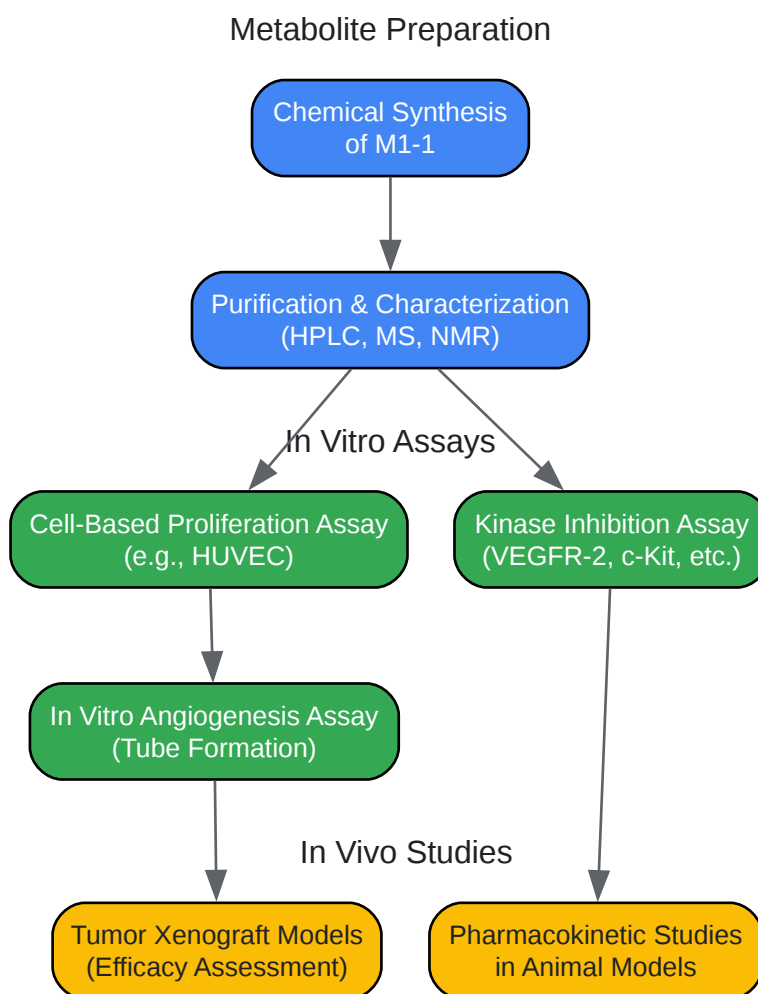 Metabolite Preparation
Chemical Synthesis
of M1-1
Purification & Characterization
(HPLC, MS, NMR)
In Vitro Assays
Cell-Based Proliferation Assay
(e.g., HUVEC)
Kinase Inhibition Assay
(VEGFR-2, c-Kit, etc.)
In Vitro Angiogenesis Assay
(Tube Formation)
In Vivo Studies
Tumor Xenograft Models
(Efficacy Assessment)
Pharmacokinetic Studies
in Animal Models